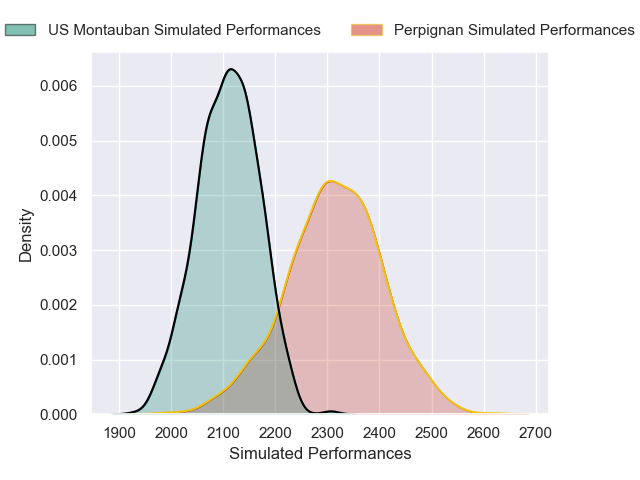 US Montauban Simulated Performances
Perpignan Simulated Performances
0.006
0.005
0.004
0.003
0.002
0.001
0.000
Density
1900 2000 2100 2200 2300 2400 2500 2600 2700
Simulated Performances